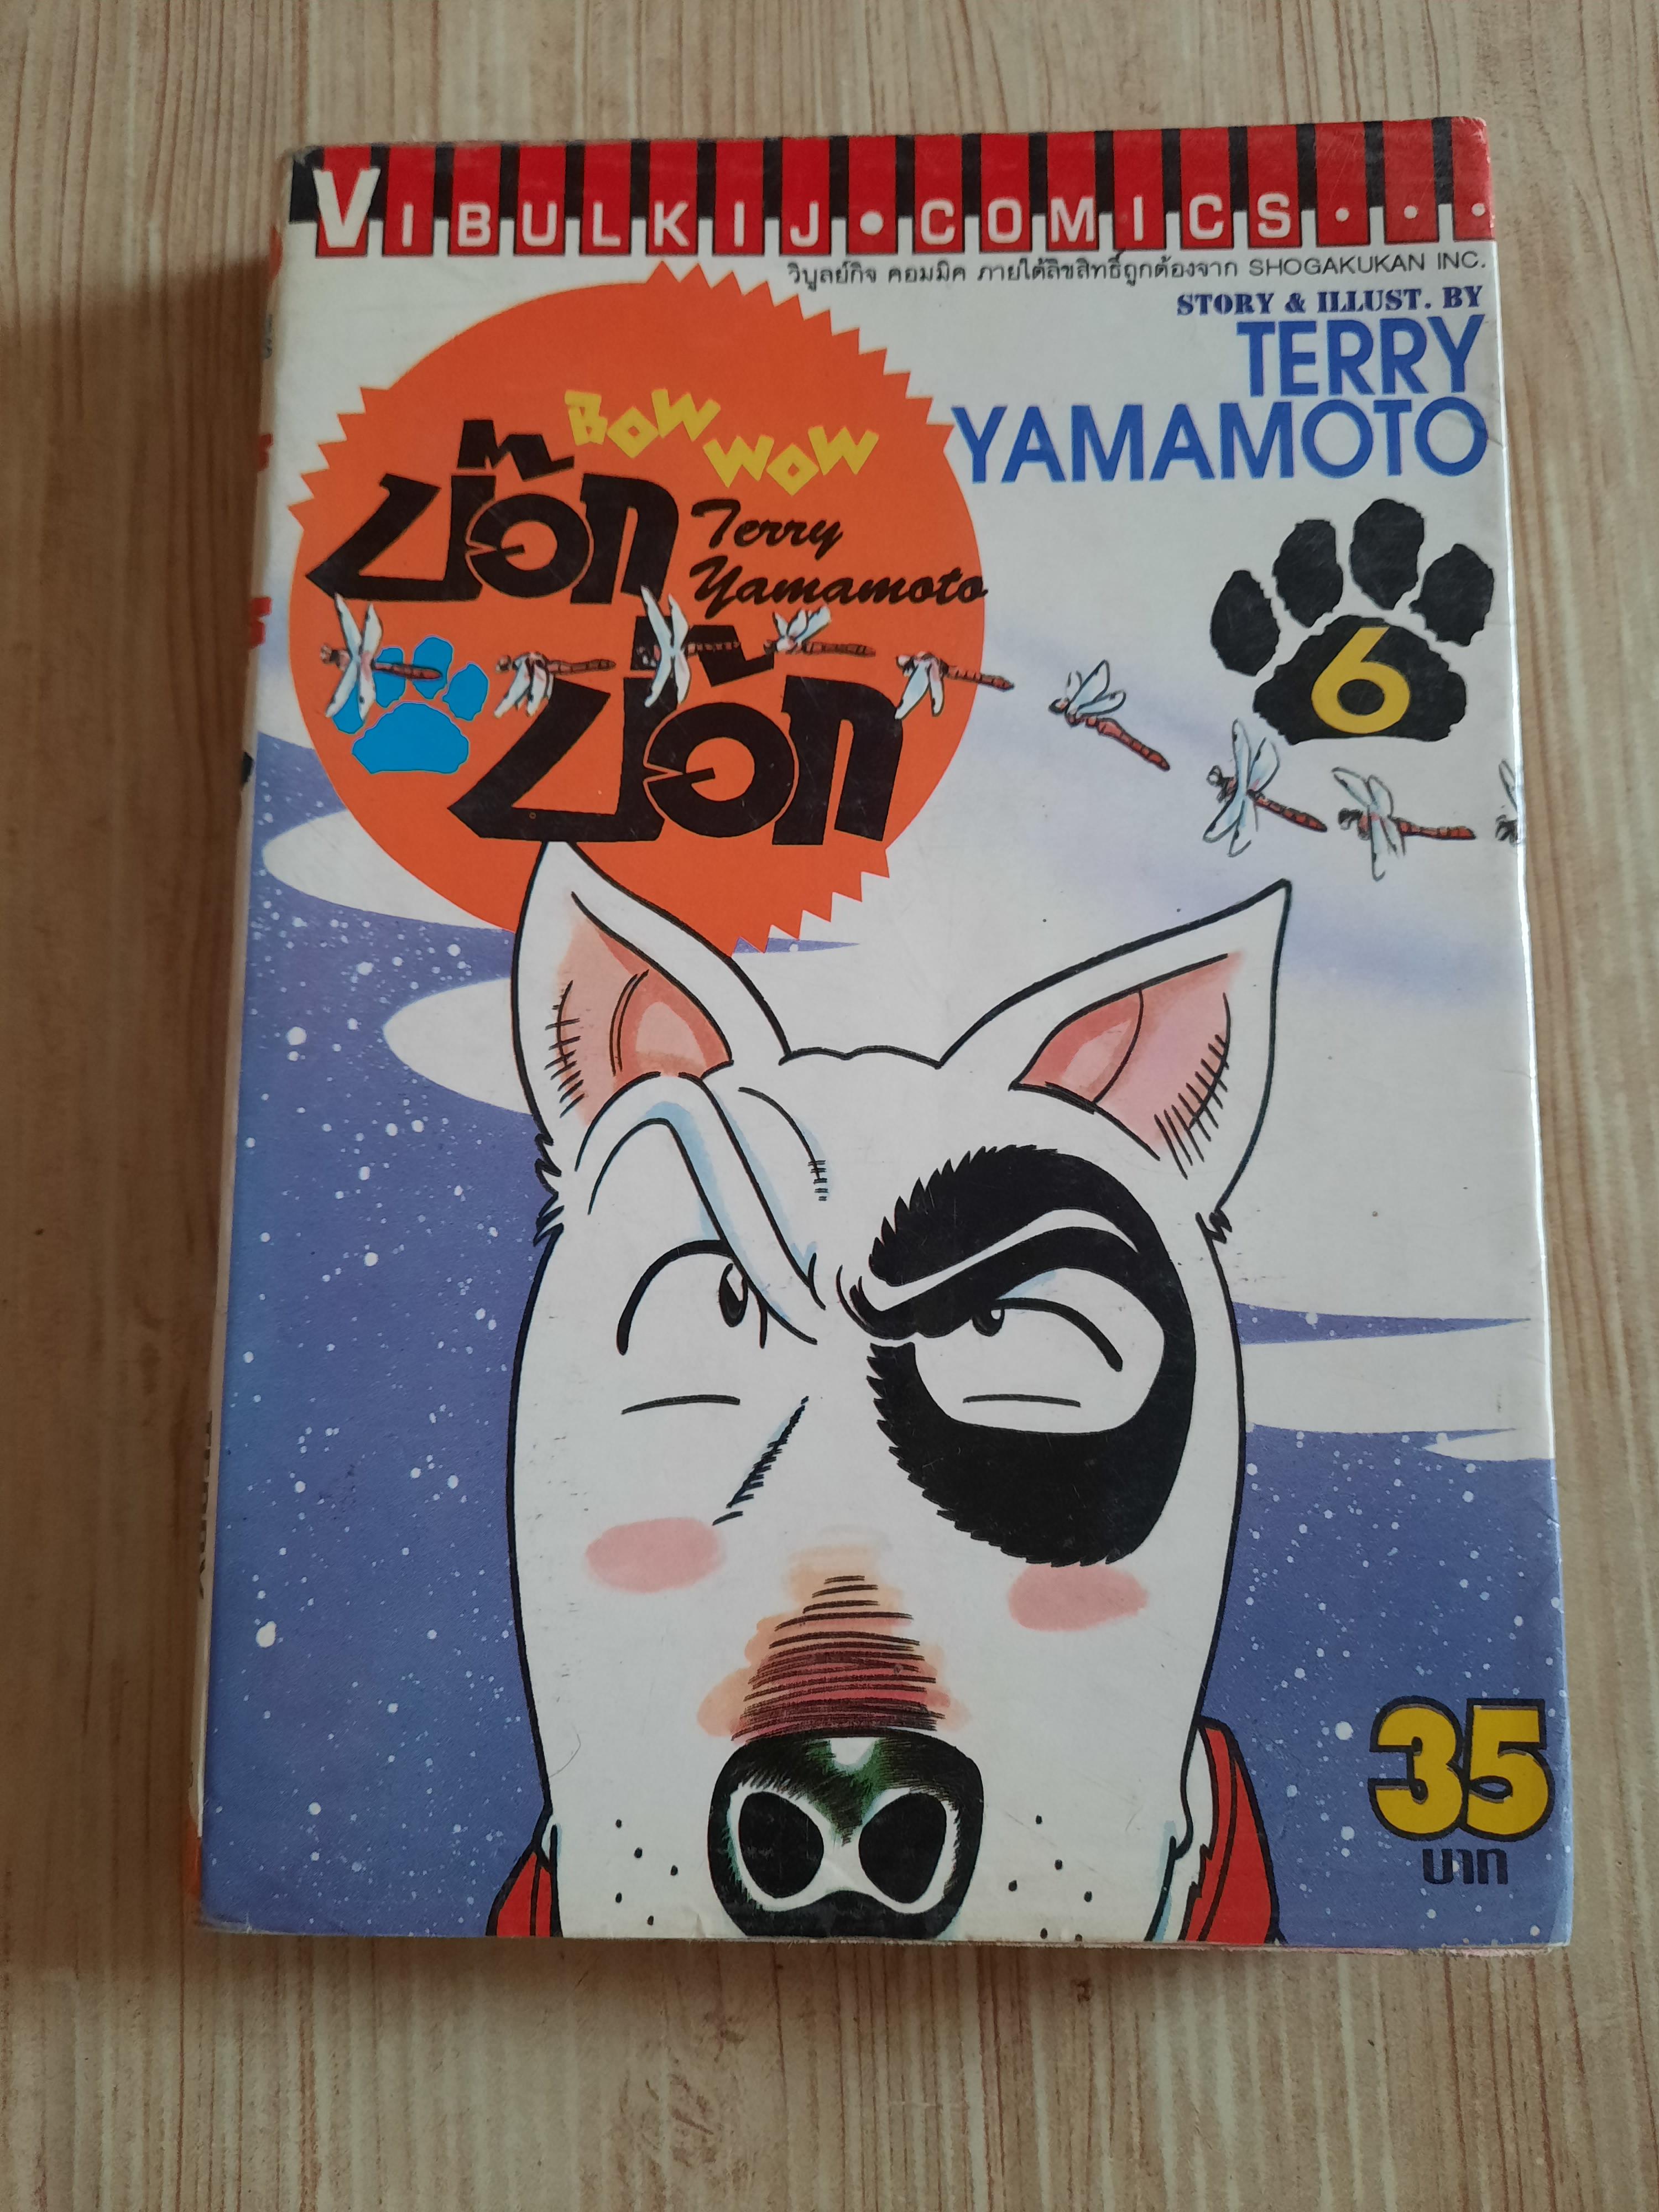 VIBULKIJ•COMICS...
วิบูลย์กิจ คอมมิค ภายใต้ลิขสิทธิ์ถูกต้องจาก SHOGAKUKAN INC.
STORY & ILLUST. BY
TERRY
YAMAMOTO
BOW WOW
บ๊อก
Terry
Yamamoto
บ๊อก
6
35
บาท